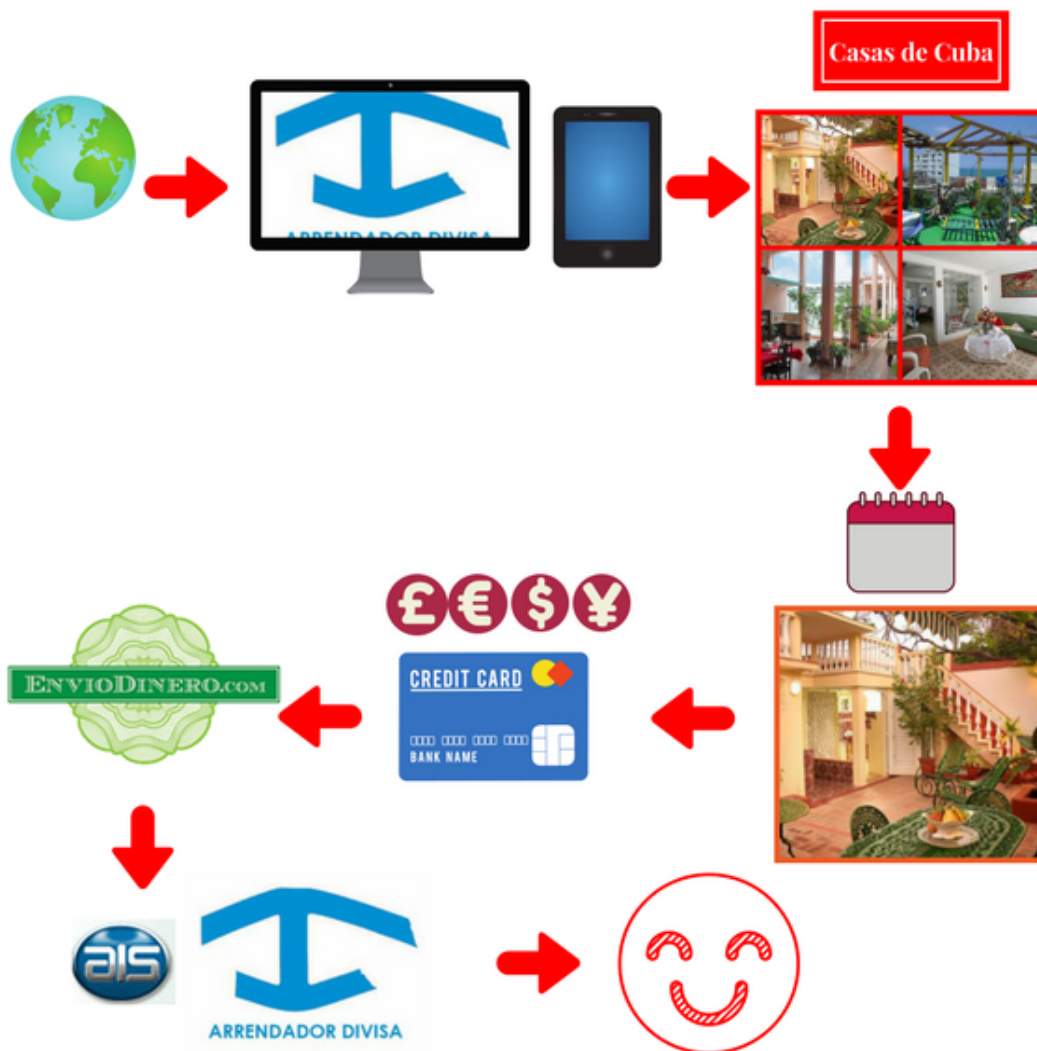 Casas de Cuba
ARRENDADOR DIVISA
£ € $ ¥
CREDIT CARD
BANK NAME
ENVIODINERO.COM
ais
ARRENDADOR DIVISA